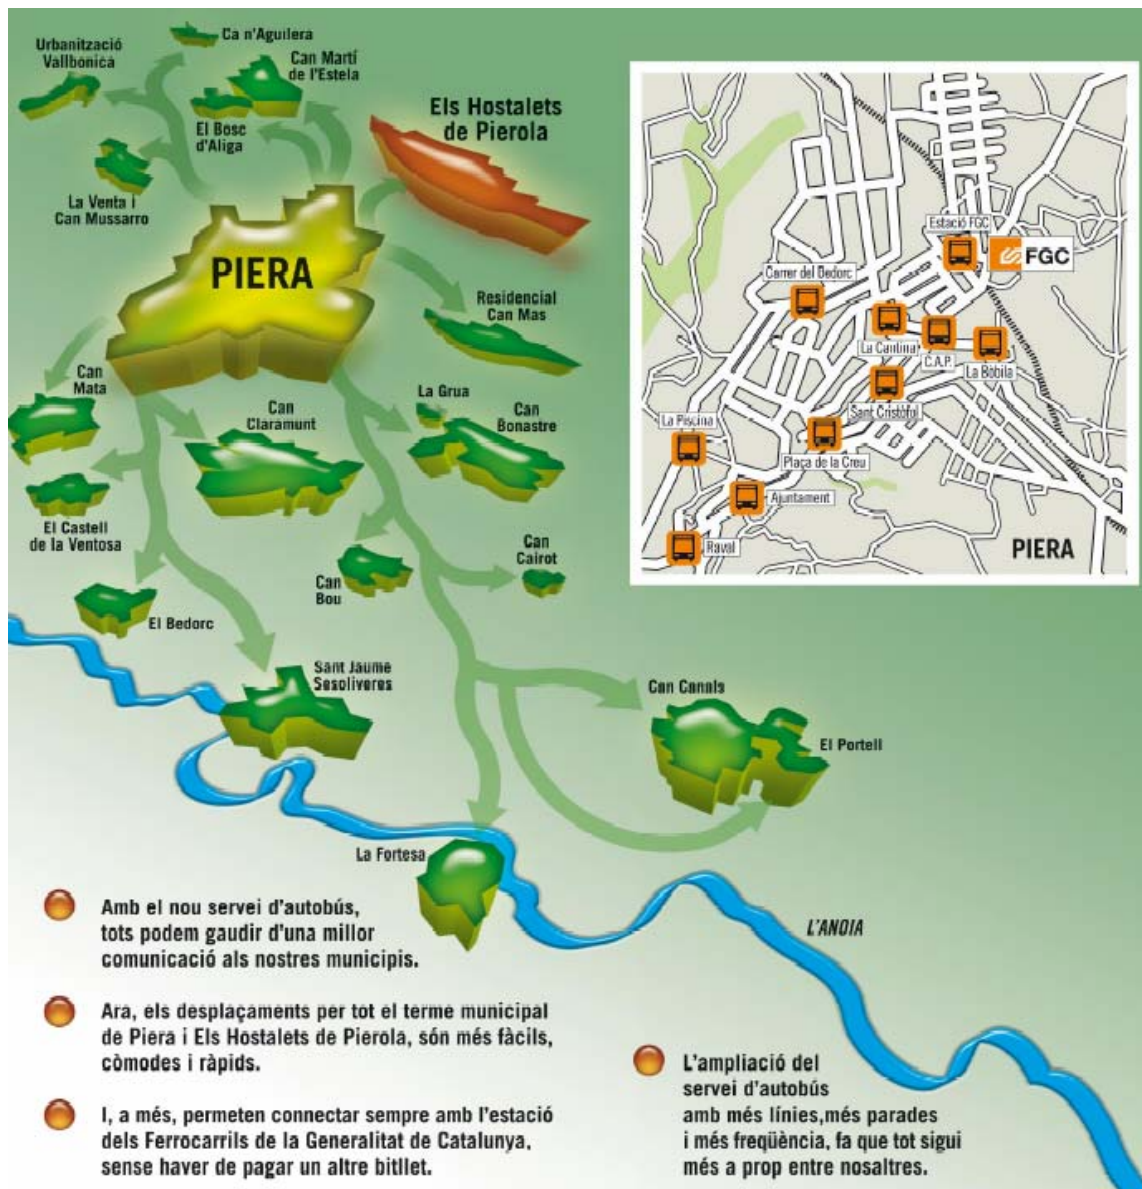 Urbanització
Vallbonica
Ca n'Aguilera
Can Martí
de l'Estela
El Bosc
d'Aliga
La Venta i
Can Mussarro
Els Hostalets
de Pierola
PIERA
Residencial
Can Mas
Can
Mata
Can
Claramunt
La Grua
Can
Bonastre
El Castell
de la Ventosa
Can
Bou
Can
Cairot
El Bedorc
Sant Jaume
Sesoliveres
Can Canals
El Portell
La Fortesa
L'ANOIA
Estació FGC
FGC
Carrer del Bedorc
La Cantina
C.A.P.
La Bòbila
Sant Cristòfol
La Piscina
Plaça de la Creu
Ajuntament
Raval
PIERA
Amb el nou servei d'autobús,
tots podem gaudir d'una millor
comunicació als nostres municipis.
Ara, els desplaçaments per tot el terme municipal
de Piera i Els Hostalets de Pierola, són més fàcils,
còmodes i ràpids.
I, a més, permeten connectar sempre amb l'estació
dels Ferrocarrils de la Generalitat de Catalunya,
sense haver de pagar un altre bitllet.
L'ampliació del
servei d'autobús
amb més línies,més parades
i més freqüència, fa que tot sigui
més a prop entre nosaltres.